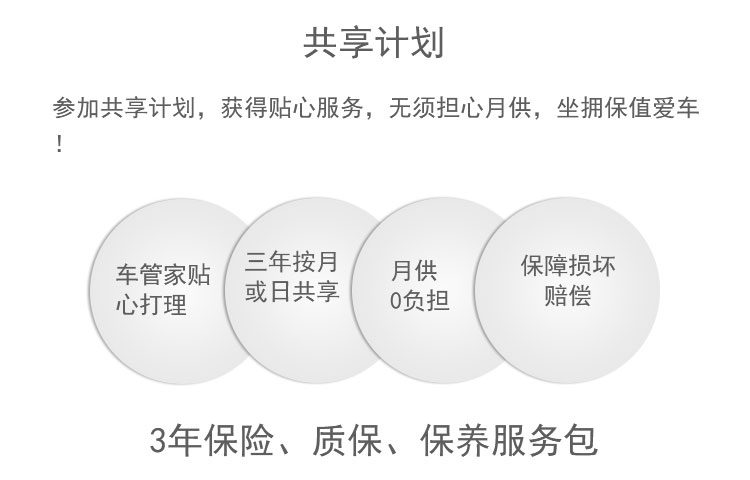 共享计划
参加共享计划，获得贴心服务，无须担心月供，坐拥保值爱车
！
车管家贴
心打理
三年按月
或日共享
月供
0负担
保障损坏
赔偿
3年保险、质保、保养服务包